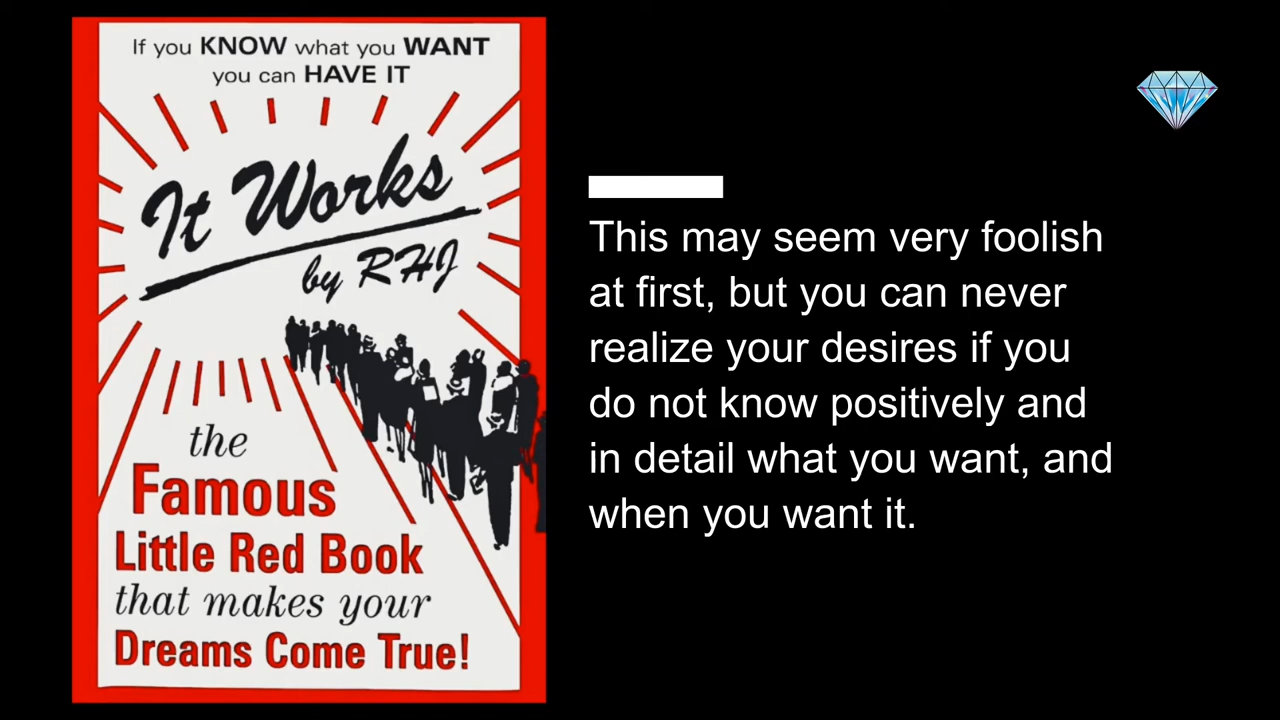 If you KNOW what you WANT
you can HAVE IT
It Works
by RHJ
the
Famous
Little Red Book
that makes your
Dreams Come True!
This may seem very foolish
at first, but you can never
realize your desires if you
do not know positively and
in detail what you want, and
when you want it.